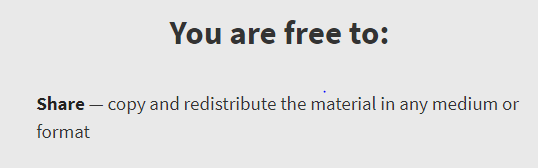 You are free to:
Share — copy and redistribute the material in any medium or
format